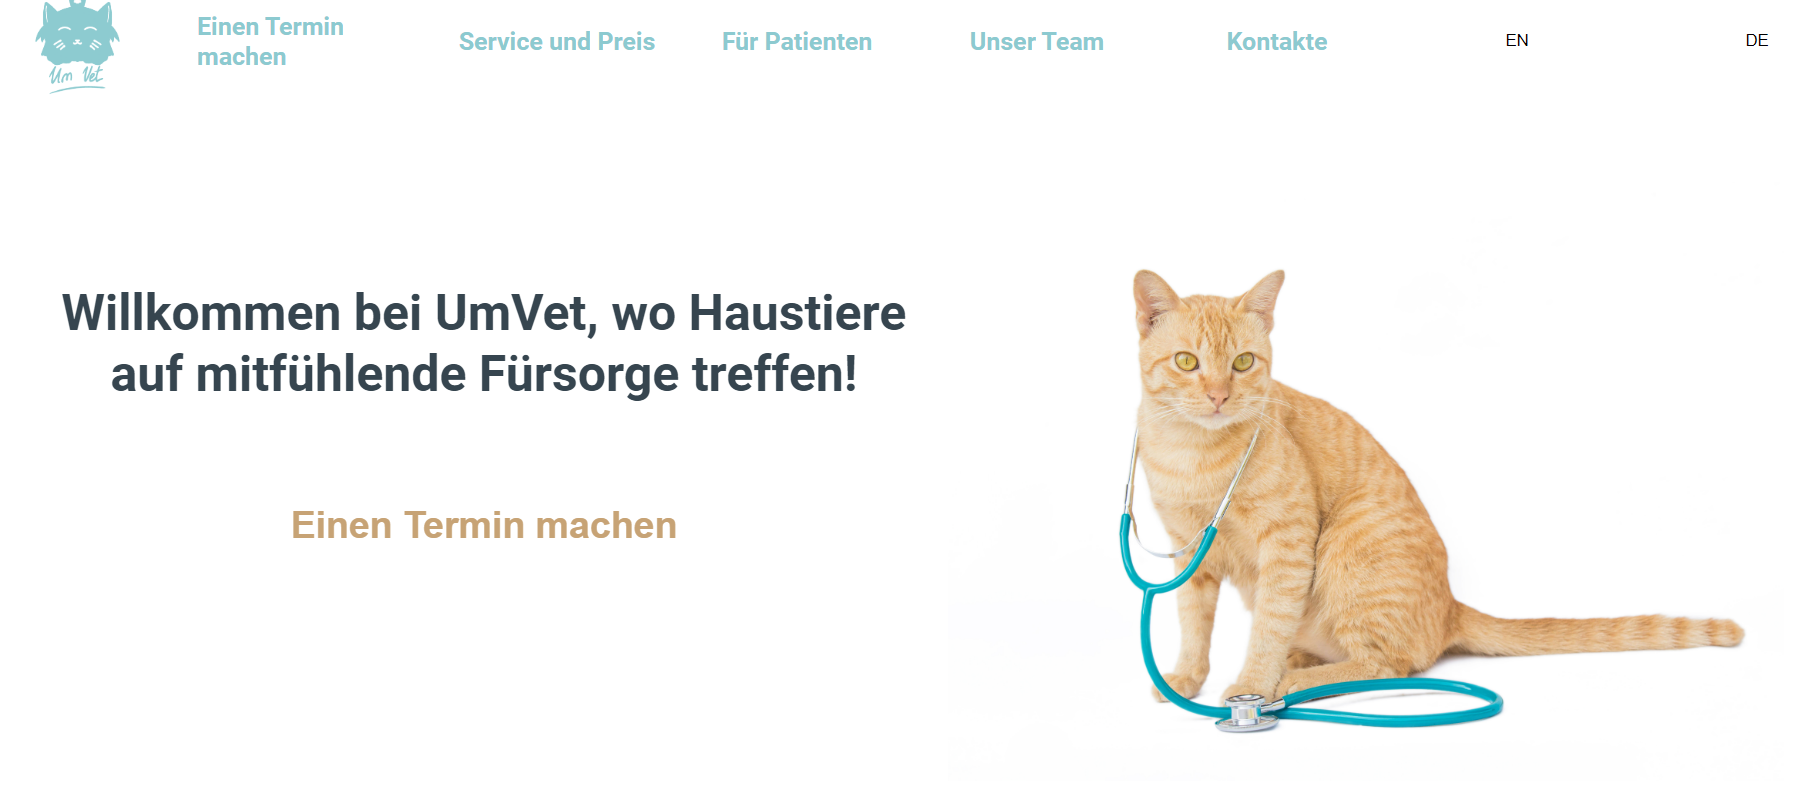 Um Vet
Einen Termin
machen
Service und Preis
Für Patienten
Unser Team
Kontakte
EN
DE
Willkommen bei UmVet, wo Haustiere
auf mitfühlende Fürsorge treffen!
Einen Termin machen